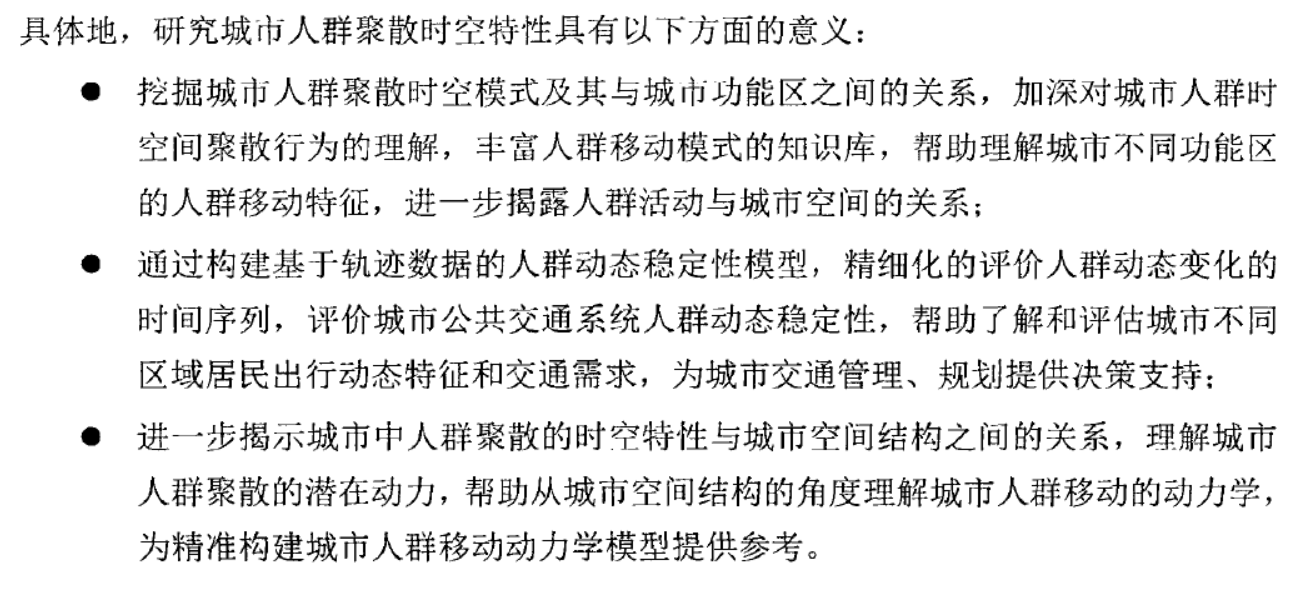 具体地，研究城市人群聚散时空特性具有以下方面的意义：
● 挖掘城市人群聚散时空模式及其与城市功能区之间的关系，加深对城市人群时
空间聚散行为的理解，丰富人群移动模式的知识库，帮助理解城市不同功能区
的人群移动特征，进一步揭露人群活动与城市空间的关系；
● 通过构建基于轨迹数据的人群动态稳定性模型，精细化的评价人群动态变化的
时间序列，评价城市公共交通系统人群动态稳定性，帮助了解和评估城市不同
区域居民出行动态特征和交通需求，为城市交通管理、规划提供决策支持；
● 进一步揭示城市中人群聚散的时空特性与城市空间结构之间的关系，理解城市
人群聚散的潜在动力，帮助从城市空间结构的角度理解城市人群移动的动力学，
为精准构建城市人群移动动力学模型提供参考。